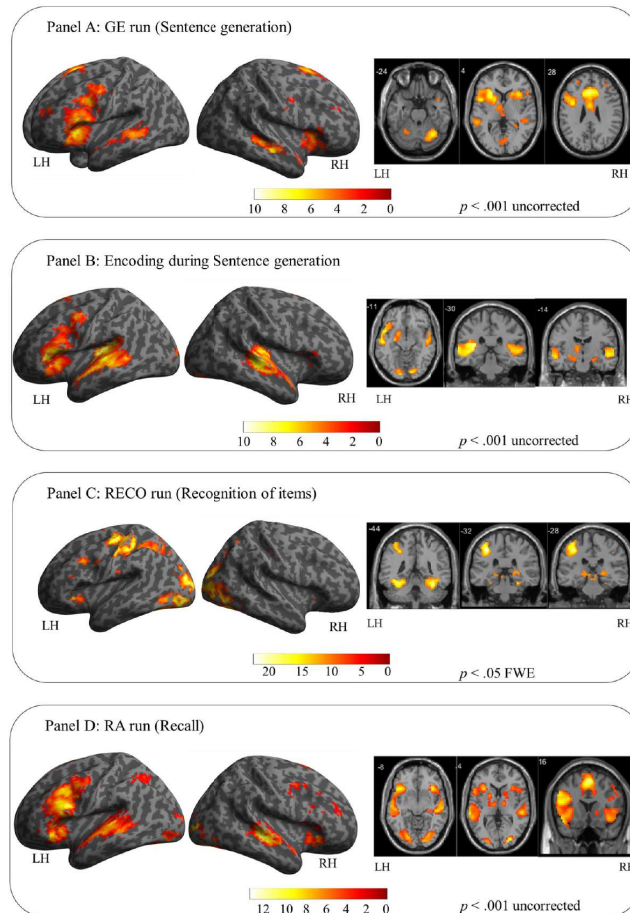 Panel A: GE run (Sentence generation)
-24 4 28
LH RH LH RH
10 8 6 4 2 0
p < .001 uncorrected
Panel B: Encoding during Sentence generation
-11 -30 -14
LH RH LH RH
10 8 6 4 2 0
p < .001 uncorrected
Panel C: RECO run (Recognition of items)
-44 -32 -28
LH RH LH RH
20 15 10 5 0
p < .05 FWE
Panel D: RA run (Recall)
-8 -4 16
LH RH LH RH
12 10 8 6 4 2 0
p < .001 uncorrected